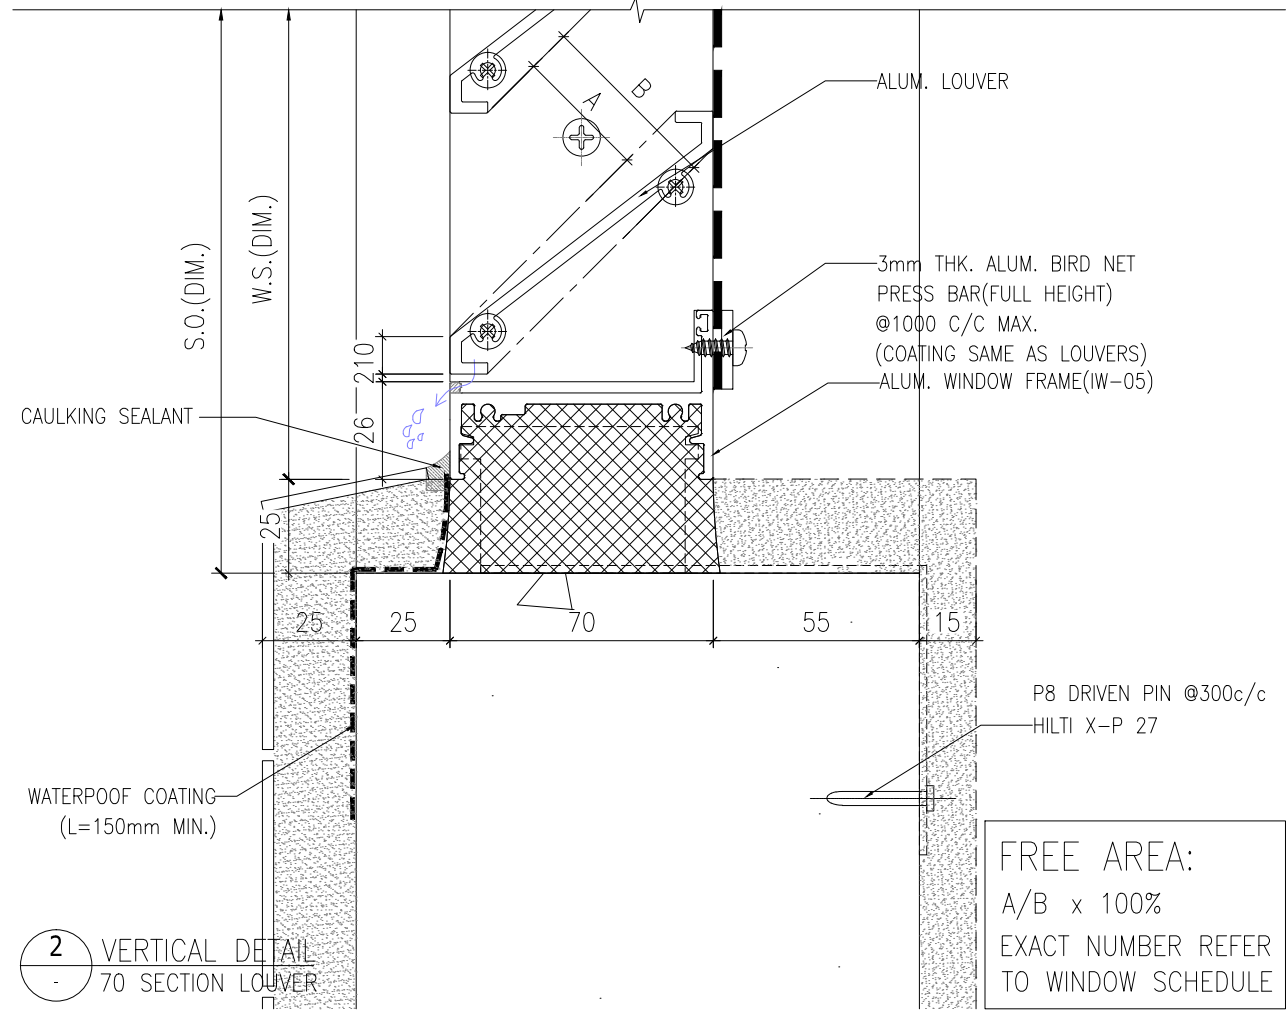 A
B
ALUM. LOUVER
S.O.(DIM.)
W.S.(DIM.)
3mm THK. ALUM. BIRD NET
PRESS BAR(FULL HEIGHT)
@1000 C/C MAX.
(COATING SAME AS LOUVERS)
ALUM. WINDOW FRAME(IW-05)
210
26
CAULKING SEALANT
25
25
25
70
55
15
P8 DRIVEN PIN @300c/c
HILTI X-P 27
WATERPOOF COATING
(L=150mm MIN.)
FREE AREA:
A/B x 100%
EXACT NUMBER REFER
TO WINDOW SCHEDULE
2
-
VERTICAL DETAIL
70 SECTION LOUVER